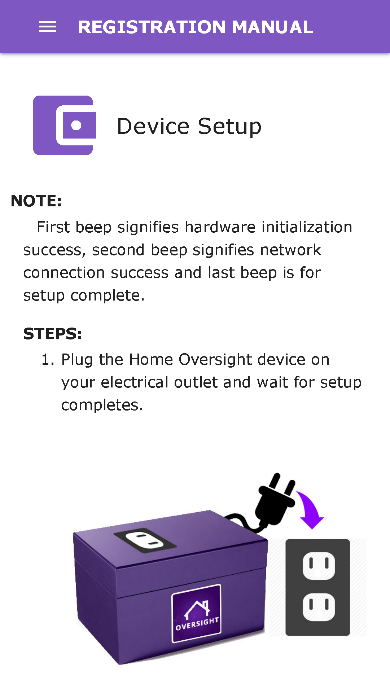 REGISTRATION MANUAL
Device Setup
NOTE:
First beep signifies hardware initialization
success, second beep signifies network
connection success and last beep is for
setup complete.
STEPS:
1. Plug the Home Oversight device on
your electrical outlet and wait for setup
completes.
OVERSIGHT